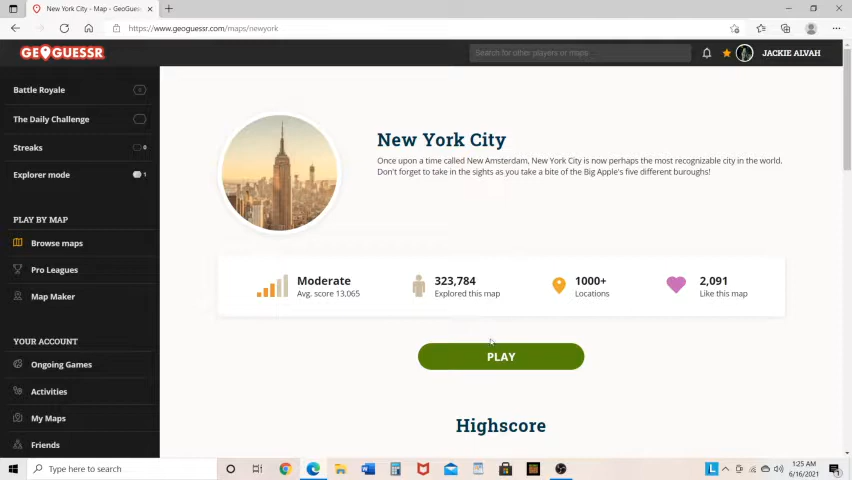 New York City - Map - GeoGuess
https://www.geoguessr.com/maps/newyork
GEOGUESSR
Search for other players or maps
JACKIE ALVAH
Battle Royale
The Daily Challenge
Streaks
0
Explorer mode
1
PLAY BY MAP
Browse maps
Pro Leagues
Map Maker
YOUR ACCOUNT
Ongoing Games
Activities
My Maps
Friends
New York City
Once upon a time called New Amsterdam, New York City is now perhaps the most recognizable city in the world.
Don't forget to take in the sights as you take a bite of the Big Apple's five different buroughs!
Moderate
Avg. score 13,065
323,784
Explored this map
1000+
Locations
2,091
Like this map
PLAY
Highscore
Type here to search
1:25 AM
6/16/2021